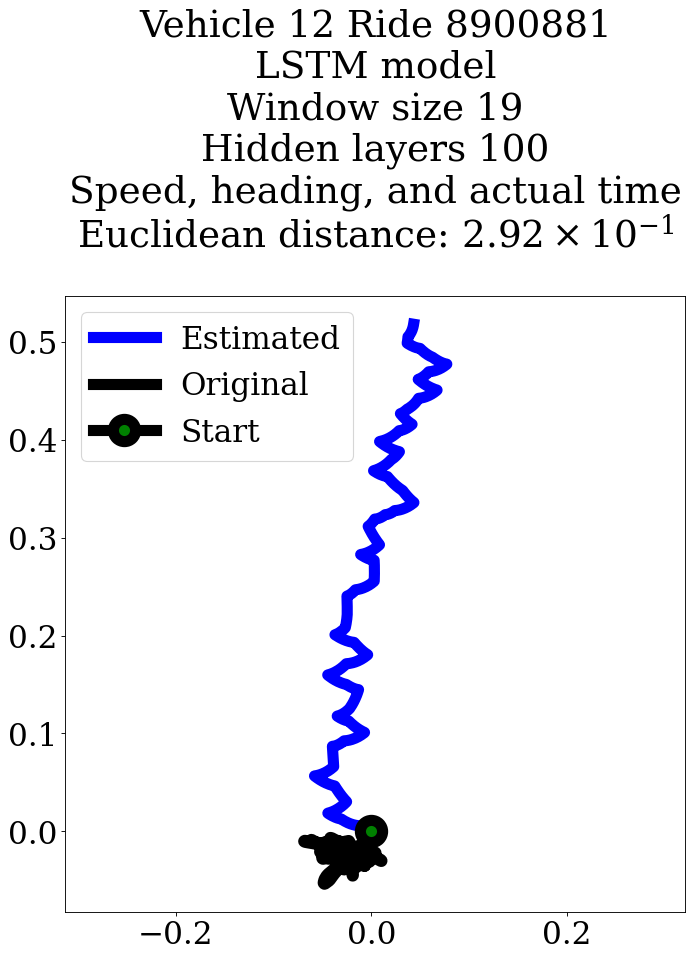 Vehicle 12 Ride 8900881
LSTM model
Window size 19
Hidden layers 100
Speed, heading, and actual time
Euclidean distance: 2.92 × 10⁻¹
Estimated
Original
Start
0.5
0.4
0.3
0.2
0.1
0.0
−0.2 0.0 0.2